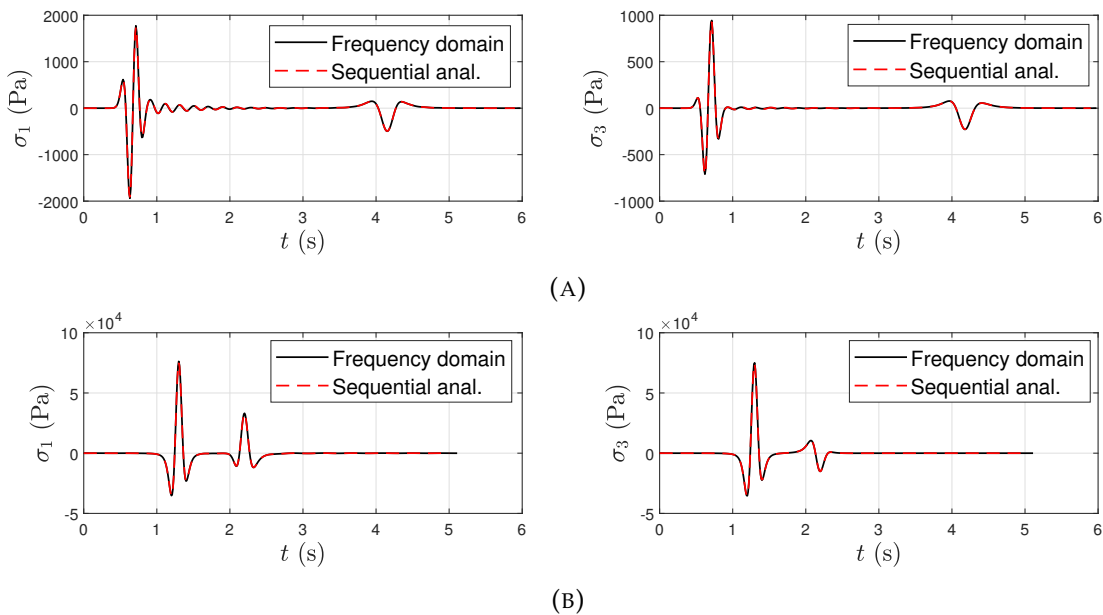 2000
1000
0
-1000
-2000
σ1 (Pa)
Frequency domain
Sequential anal.
0 1 2 3 4 5 6
t (s)
1000
500
0
-500
-1000
σ3 (Pa)
Frequency domain
Sequential anal.
0 1 2 3 4 5 6
t (s)
(A)
×10^4
10
5
0
-5
σ1 (Pa)
Frequency domain
Sequential anal.
0 1 2 3 4 5 6
t (s)
×10^4
10
5
0
-5
σ3 (Pa)
Frequency domain
Sequential anal.
0 1 2 3 4 5 6
t (s)
(B)